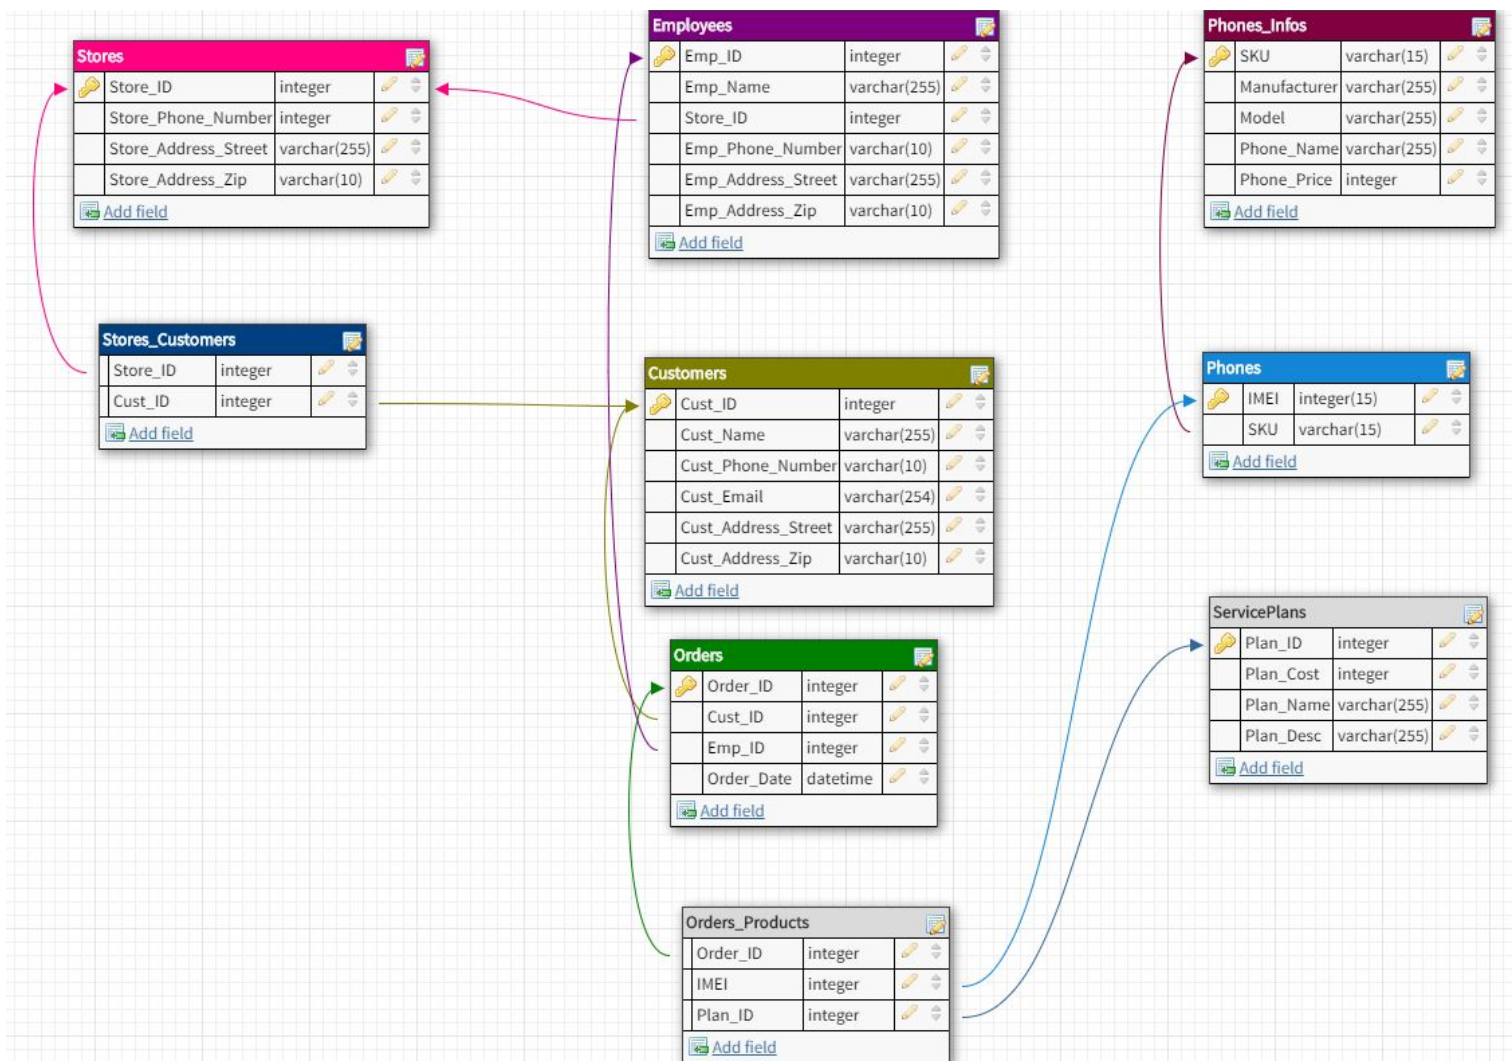 Stores
Store_ID integer
Store_Phone_Number integer
Store_Address_Street varchar(255)
Store_Address_Zip varchar(10)
Add field
Employees
Emp_ID integer
Emp_Name varchar(255)
Store_ID integer
Emp_Phone_Number varchar(10)
Emp_Address_Street varchar(255)
Emp_Address_Zip varchar(10)
Add field
Phones_Infos
SKU varchar(15)
Manufacturer varchar(255)
Model varchar(255)
Phone_Name varchar(255)
Phone_Price integer
Add field
Stores_Customers
Store_ID integer
Cust_ID integer
Add field
Customers
Cust_ID integer
Cust_Name varchar(255)
Cust_Phone_Number varchar(10)
Cust_Email varchar(254)
Cust_Address_Street varchar(255)
Cust_Address_Zip varchar(10)
Add field
Phones
IMEI integer(15)
SKU varchar(15)
Add field
Orders
Order_ID integer
Cust_ID integer
Emp_ID integer
Order_Date datetime
Add field
ServicePlans
Plan_ID integer
Plan_Cost integer
Plan_Name varchar(255)
Plan_Desc varchar(255)
Add field
Orders_Products
Order_ID integer
IMEI integer
Plan_ID integer
Add field